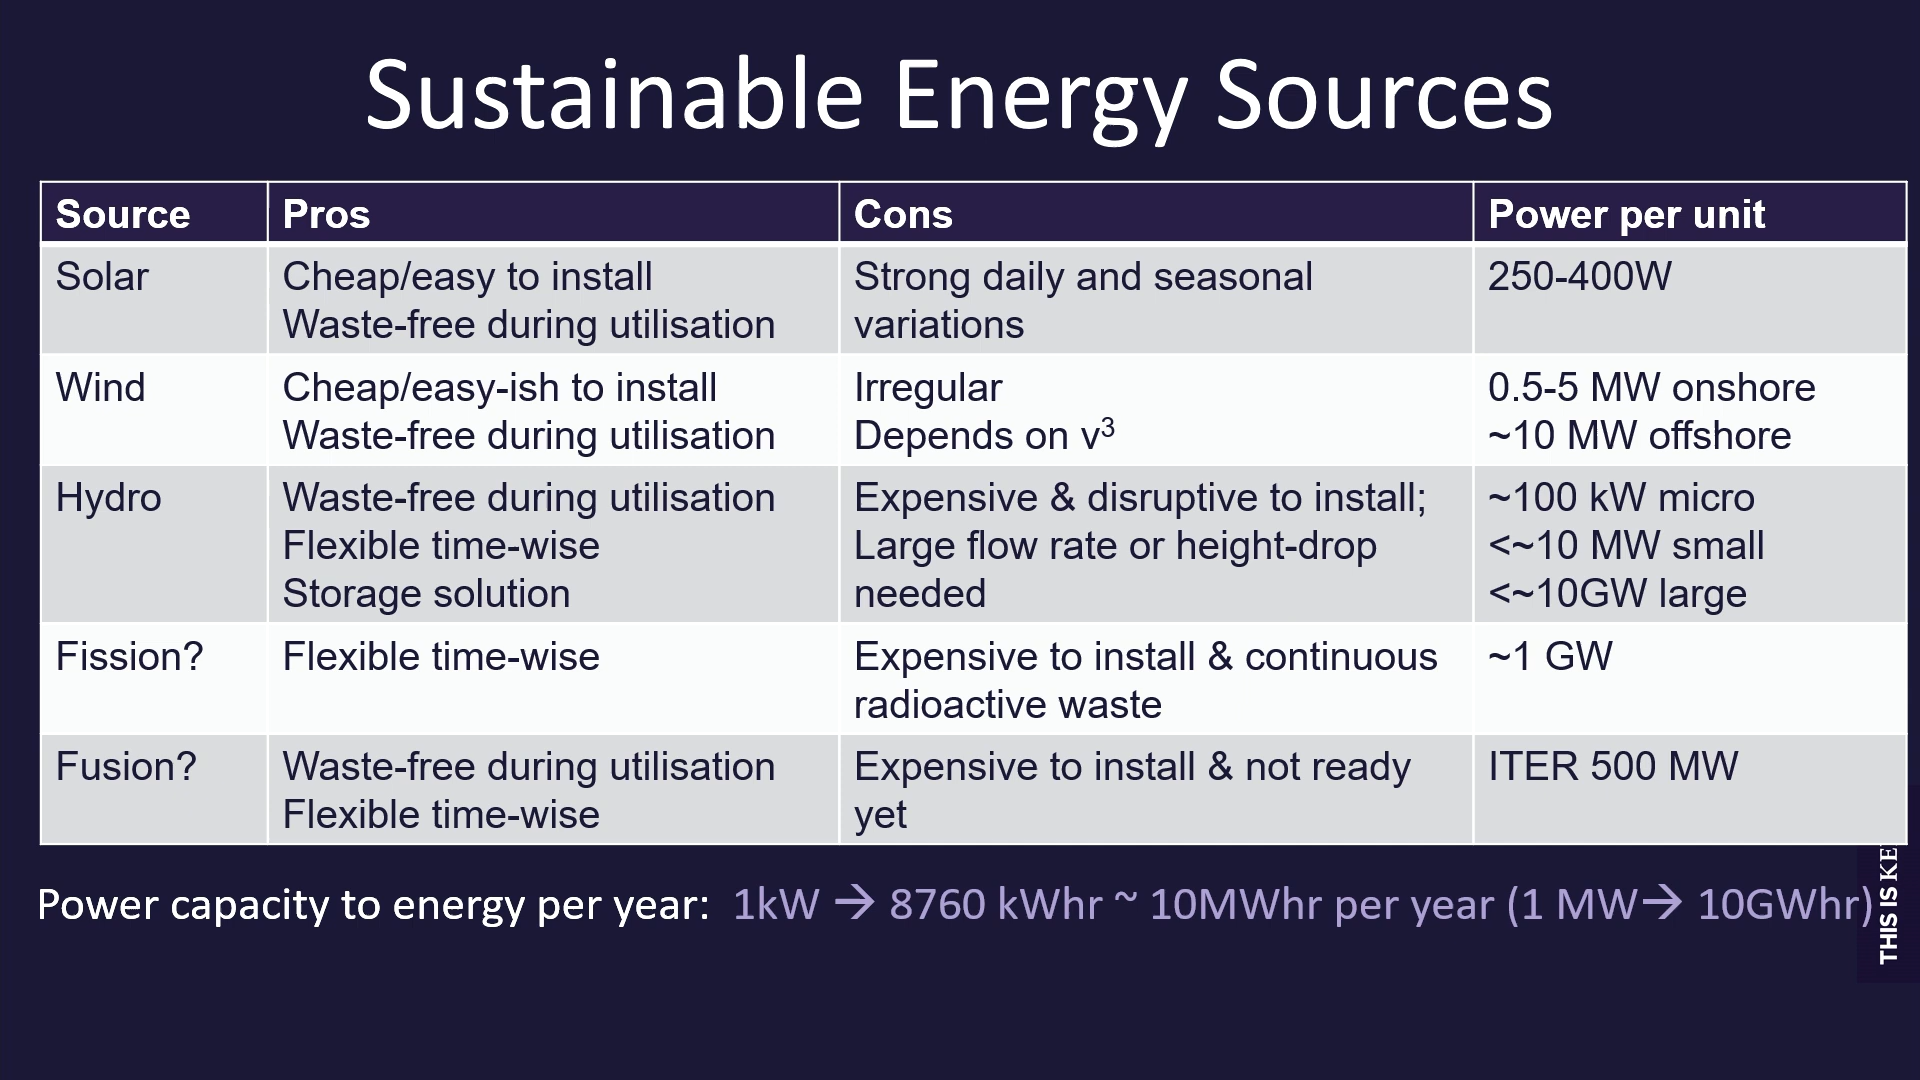 Sustainable Energy Sources
Source Pros Cons Power per unit
Solar Cheap/easy to install Strong daily and seasonal 250-400W
Waste-free during utilisation variations
Wind Cheap/easy-ish to install Irregular 0.5-5 MW onshore
Waste-free during utilisation Depends on v³ ~10 MW offshore
Hydro Waste-free during utilisation Expensive & disruptive to install; ~100 kW micro
Flexible time-wise Large flow rate or height-drop <~10 MW small
Storage solution needed <~10GW large
Fission? Flexible time-wise Expensive to install & continuous ~1 GW
radioactive waste
Fusion? Waste-free during utilisation Expensive to install & not ready ITER 500 MW
Flexible time-wise yet
Power capacity to energy per year: 1kW → 8760 kWhr ~ 10MWhr per year (1 MW→ 10GWhr)
THIS IS KE